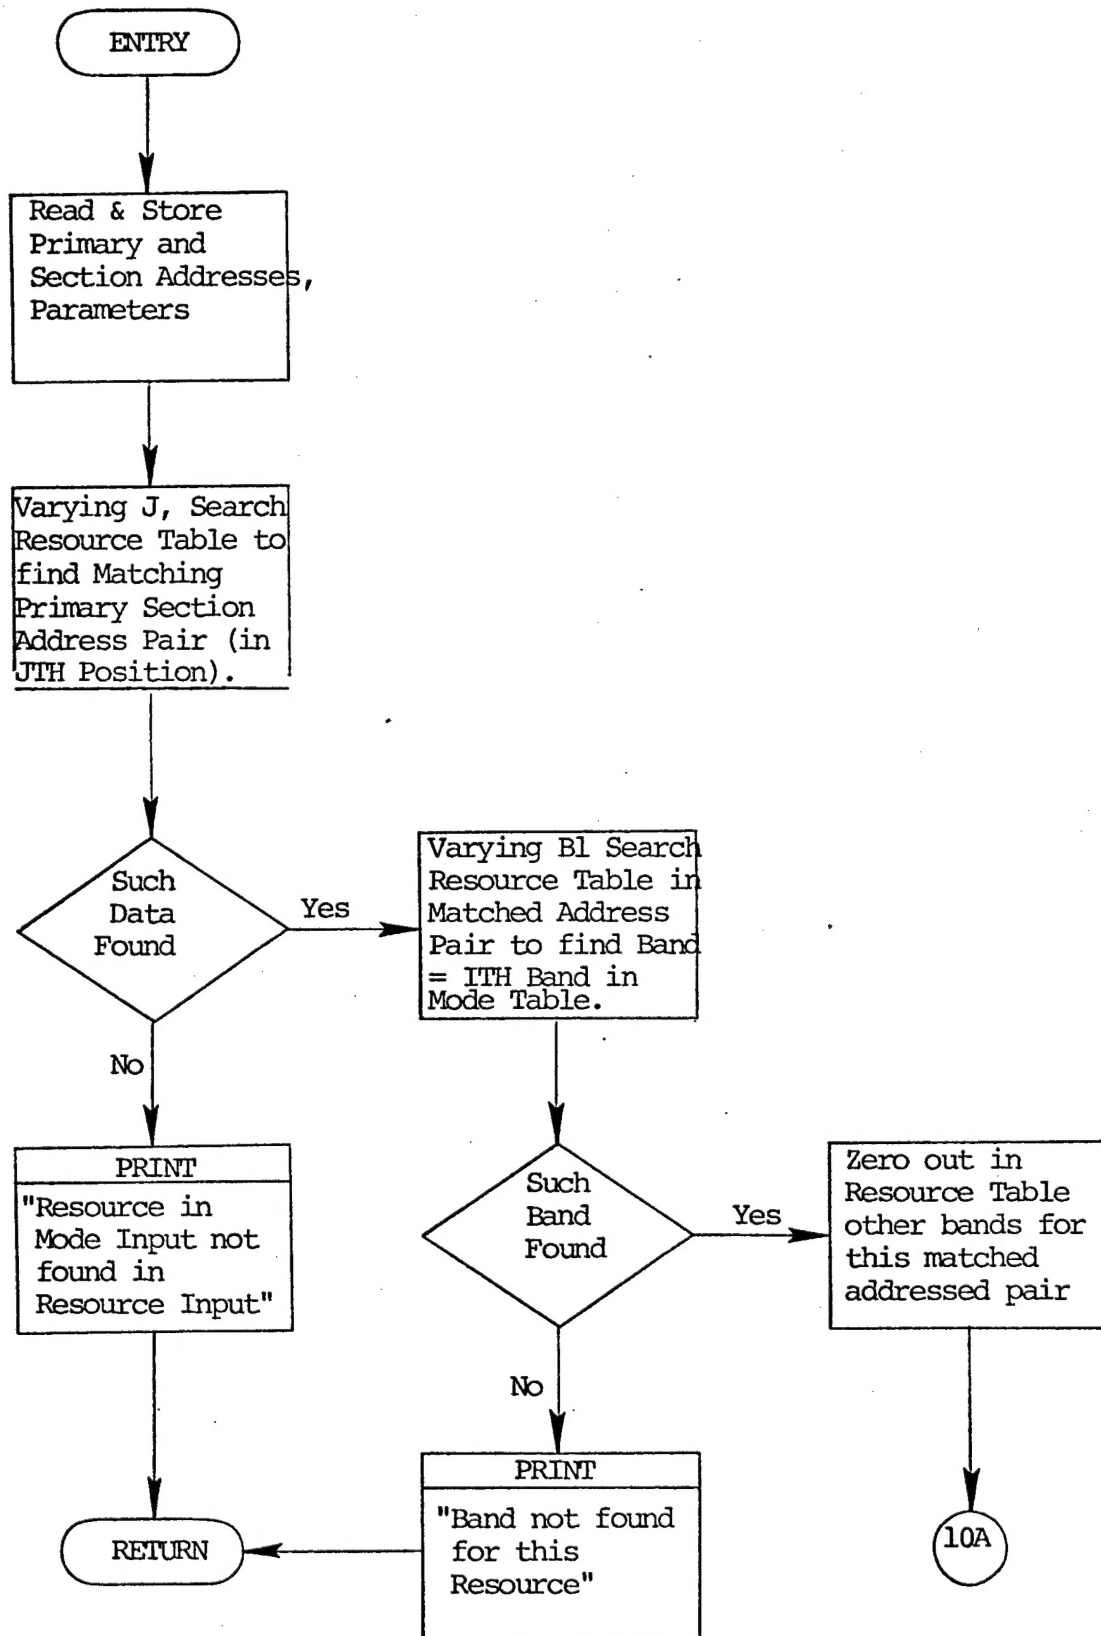 ENTRY
Read & Store
Primary and
Section Addresses,
Parameters
Varying J, Search
Resource Table to
find Matching
Primary Section
Address Pair (in
JTH Position).
Such
Data
Found
Yes
No
Varying B1 Search
Resource Table in
Matched Address
Pair to find Band
= ITH Band in
Mode Table.
PRINT
"Resource in
Mode Input not
found in
Resource Input"
Such
Band
Found
Yes
No
Zero out in
Resource Table
other bands for
this matched
addressed pair
PRINT
"Band not found
for this
Resource"
RETURN
10A